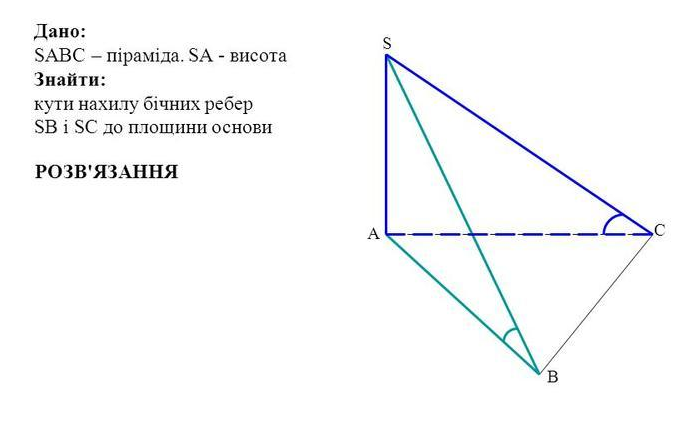 Дано:
SABC – піраміда. SA - висота
Знайти:
кути нахилу бічних ребер
SB і SC до площини основи
РОЗВ'ЯЗАННЯ
S
A
C
B